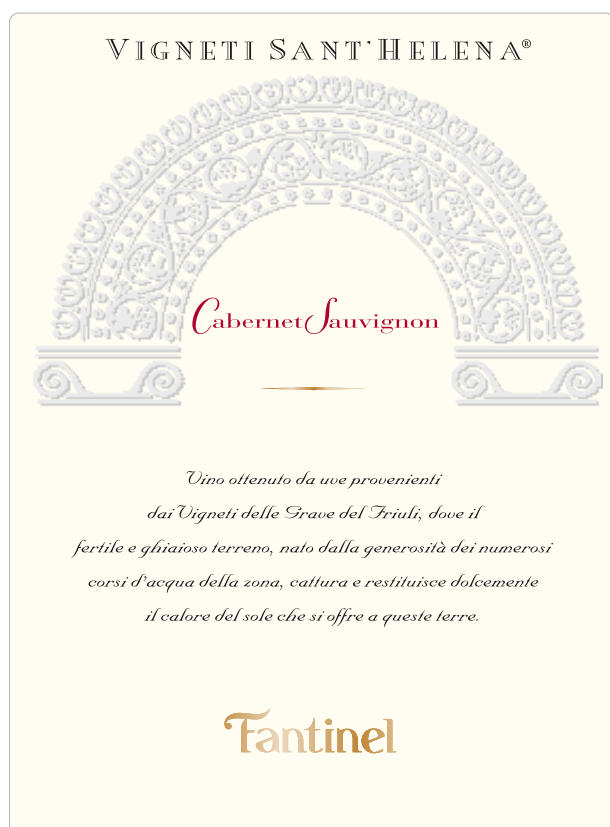 VIGNETI SANT'HELENA®
Cabernet Sauvignon
Vino ottenuto da uve provenienti
dai Vigneti delle Grave del Friuli, dove il
fertile e ghiaioso terreno, nato dalla generosità dei numerosi
corsi d'acqua della zona, cattura e restituisce dolcemente
il calore del sole che si offre a queste terre.
Fantinel